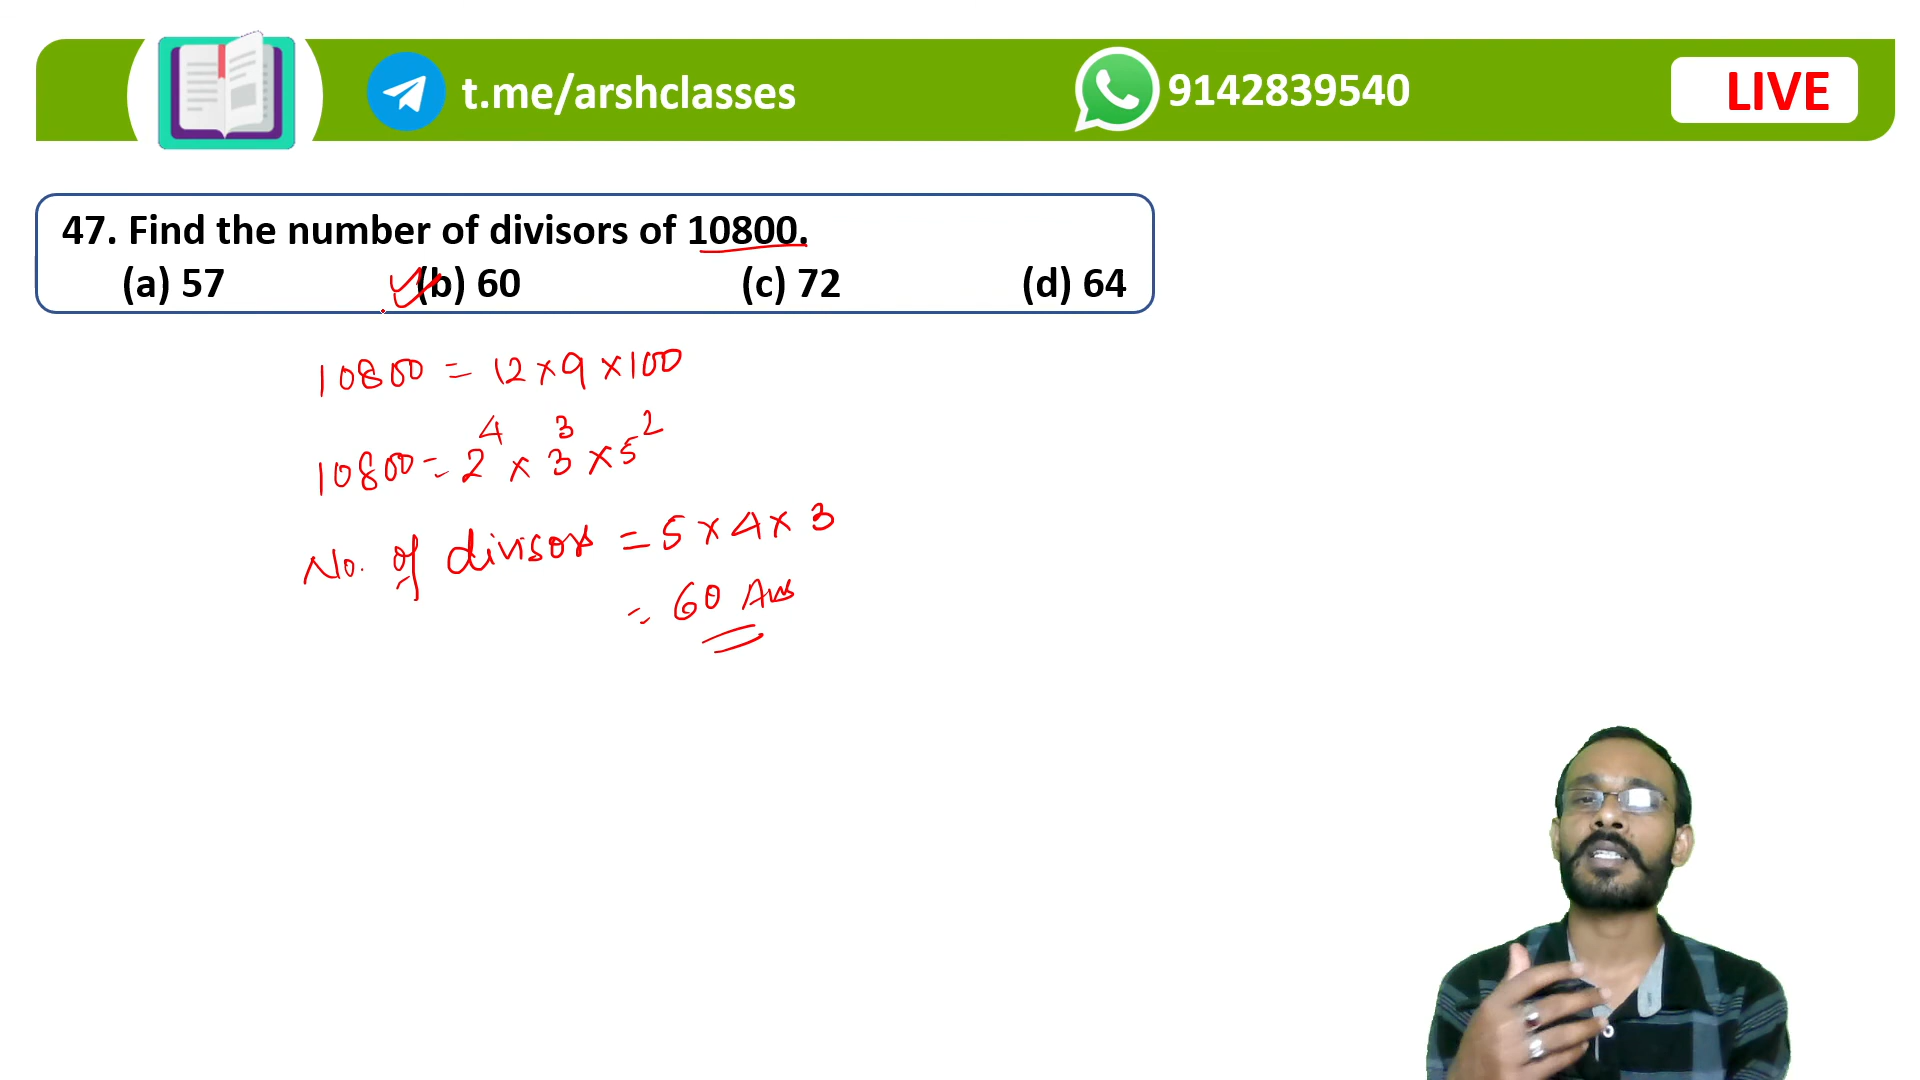 t.me/arshclasses 9142839540 LIVE
47. Find the number of divisors of 10800.
(a) 57 (b) 60 (c) 72 (d) 64
10800 = 12 × 9 × 100
10800 = 2⁴ × 3³ × 5²
No. of divisors = 5 × 4 × 3
= 60 Ans